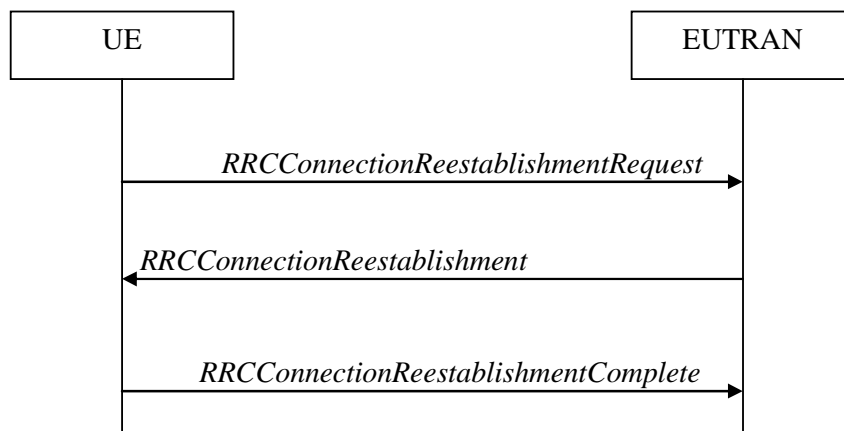 UE
EUTRAN
RRCConnectionReestablishmentRequest
RRCConnectionReestablishment
RRCConnectionReestablishmentComplete